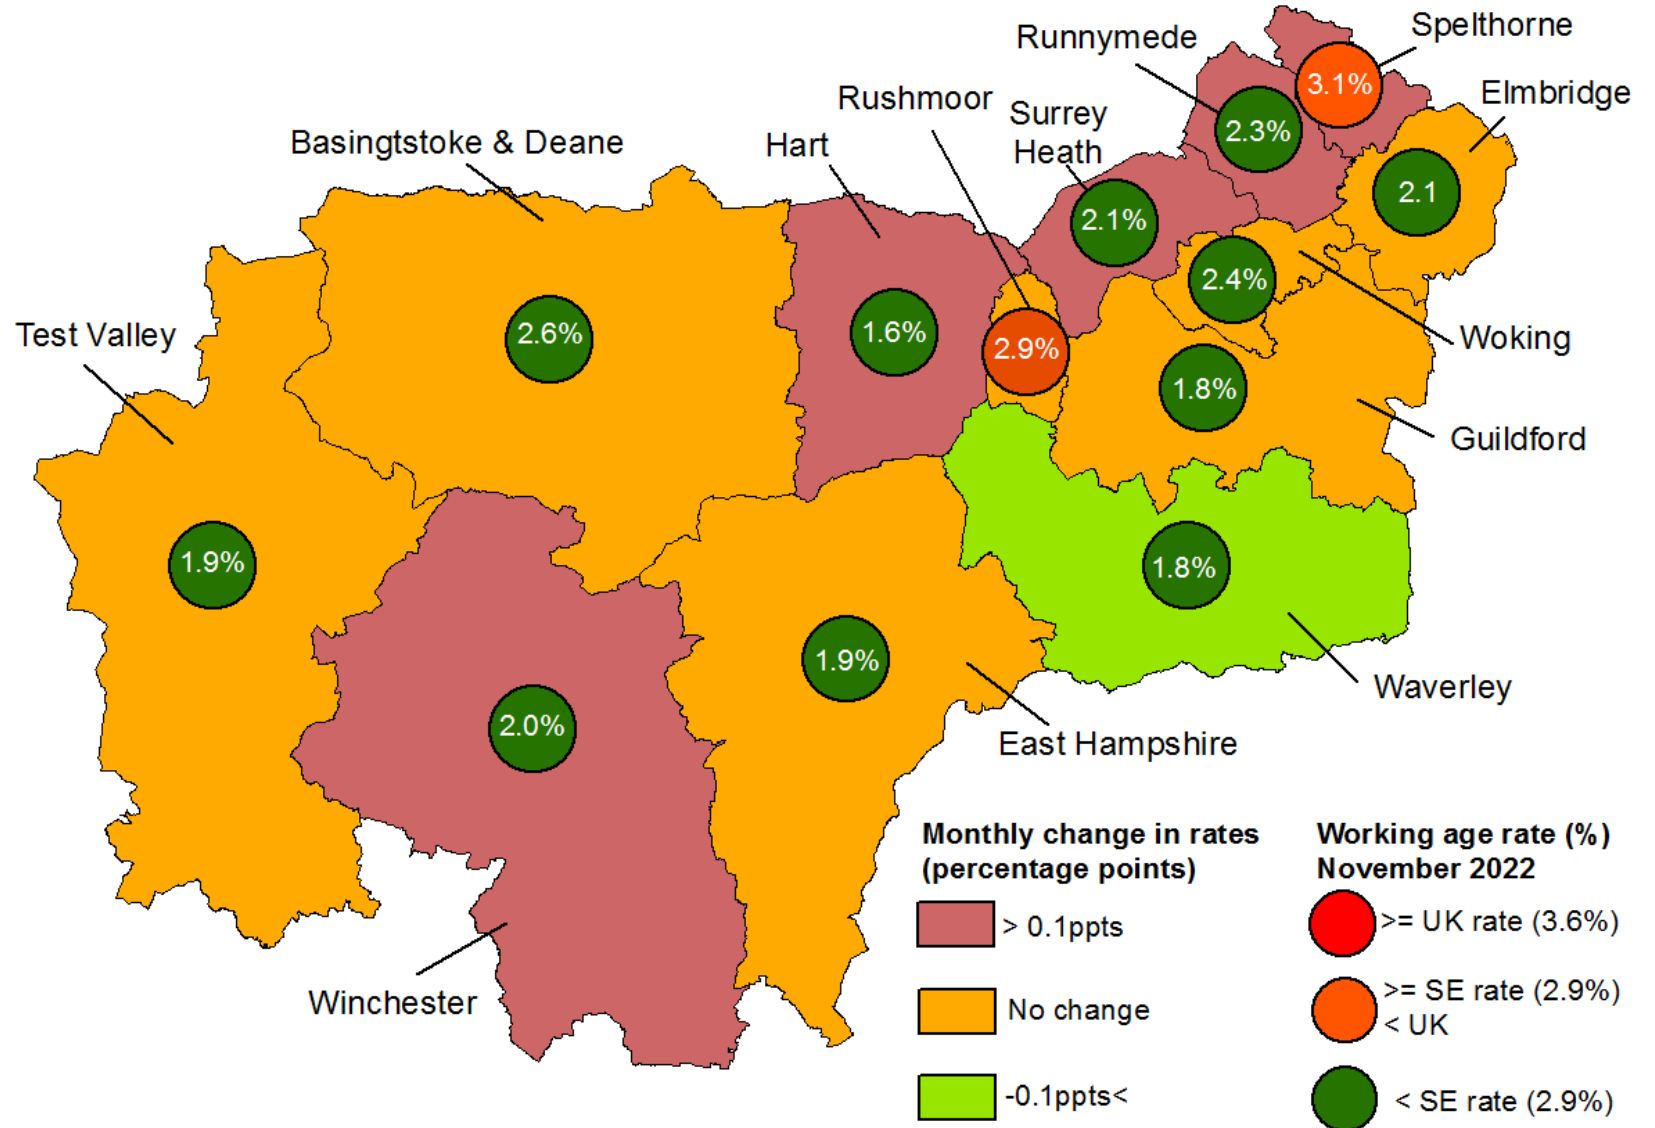 Spelthorne
Runnymede
3.1%
Elmbridge
Rushmoor
Surrey
Heath
2.3%
Basingtstoke & Deane
Hart
2.1
2.1%
2.4%
Test Valley
2.6%
1.6%
2.9%
Woking
1.8%
Guildford
1.9%
1.8%
1.9%
Waverley
2.0%
East Hampshire
Winchester
Monthly change in rates
(percentage points)
> 0.1ppts
No change
-0.1ppts<
Working age rate (%)
November 2022
>= UK rate (3.6%)
>= SE rate (2.9%)
< UK
< SE rate (2.9%)